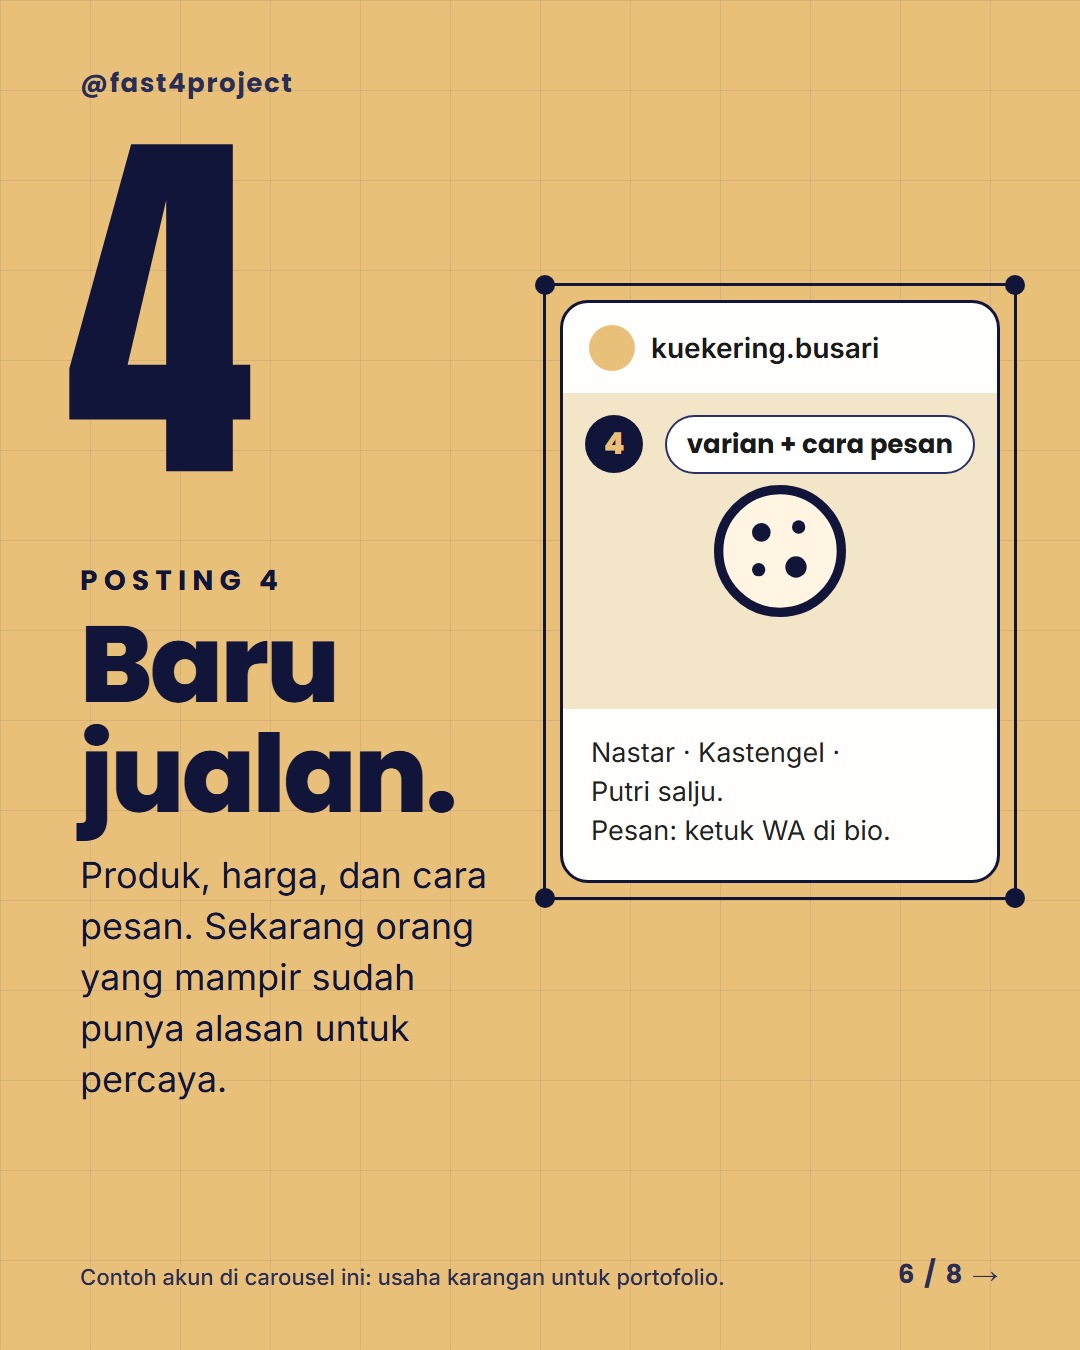 @fast4project
4
POSTING 4
Baru
jualan.
Produk, harga, dan cara
pesan. Sekarang orang
yang mampir sudah
punya alasan untuk
percaya.
kuekering.busari
4
varian + cara pesan
Nastar · Kastengel ·
Putri salju.
Pesan: ketuk WA di bio.
Contoh akun di carousel ini: usaha karangan untuk portofolio.
6 / 8 →